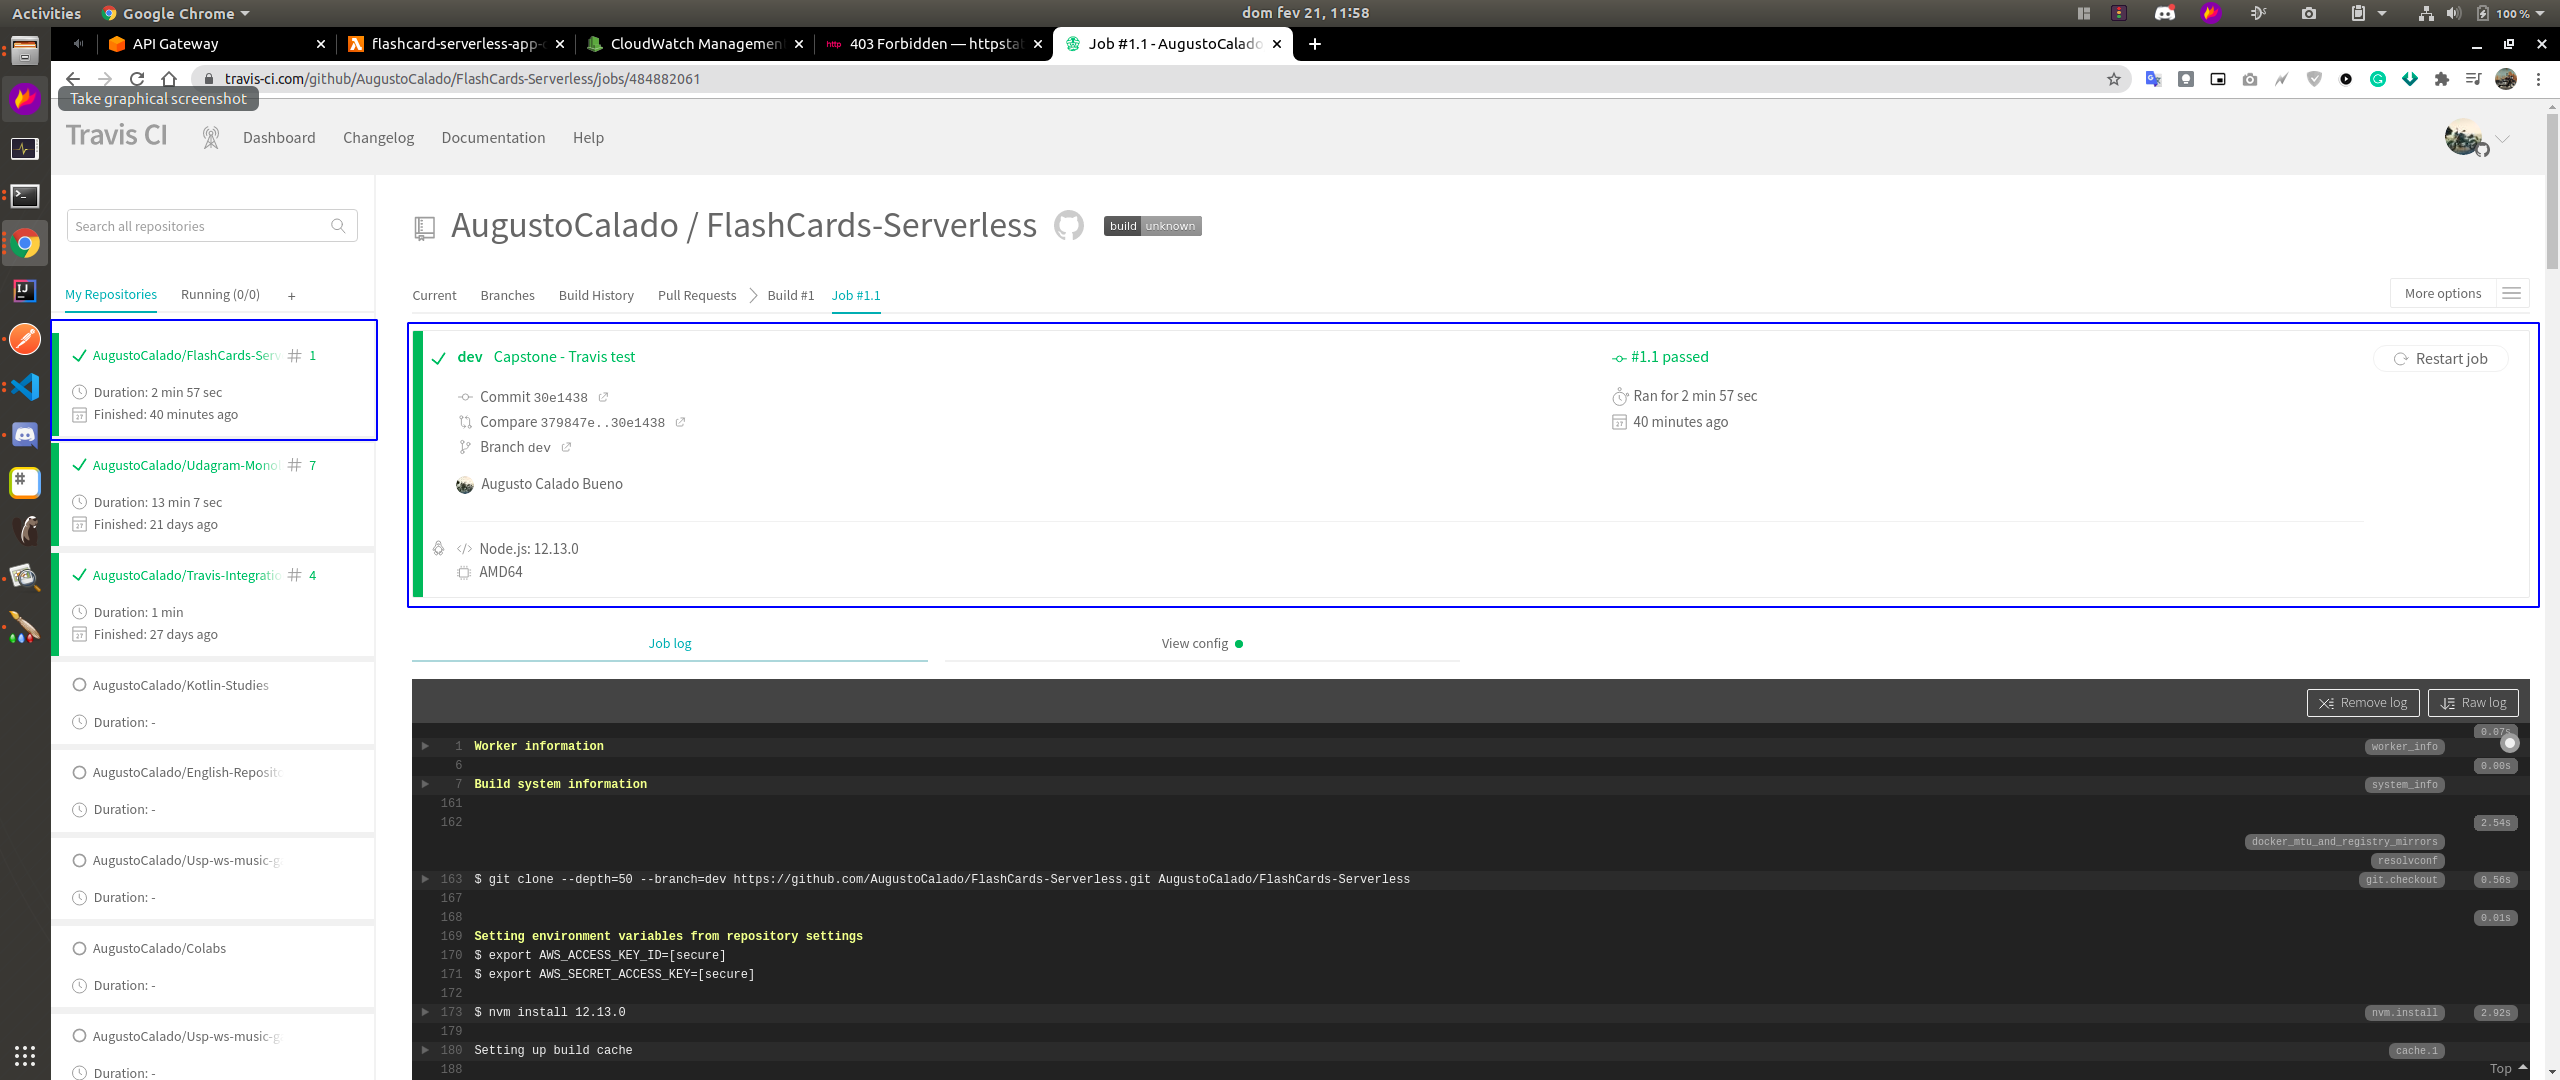 Activities
Google Chrome
dom fev 21, 11:58
100 %
API Gateway
flashcard-serverless-app-
CloudWatch Managemen
403 Forbidden — httpsta
Job #1.1 - AugustoCalado
travis-ci.com/github/AugustoCalado/FlashCards-Serverless/jobs/484882061
Take graphical screenshot
Travis CI
Dashboard
Changelog
Documentation
Help
Search all repositories
My Repositories
Running (0/0)
+
AugustoCalado/FlashCards-Serv # 1
Duration: 2 min 57 sec
Finished: 40 minutes ago
AugustoCalado/Udagram-Monol # 7
Duration: 13 min 7 sec
Finished: 21 days ago
AugustoCalado/Travis-Integratio # 4
Duration: 1 min
Finished: 27 days ago
AugustoCalado/Kotlin-Studies
Duration: -
AugustoCalado/English-Reposito
Duration: -
AugustoCalado/Usp-ws-music-g
Duration: -
AugustoCalado/Colabs
Duration: -
AugustoCalado/Usp-ws-music-g
Duration: -
AugustoCalado / FlashCards-Serverless
build unknown
Current
Branches
Build History
Pull Requests
Build #1
Job #1.1
More options
dev Capstone - Travis test
Commit 30e1438
Compare 379847e..30e1438
Branch dev
Augusto Calado Bueno
#1.1 passed
Ran for 2 min 57 sec
40 minutes ago
Restart job
Node.js: 12.13.0
AMD64
Job log
View config
Remove log
Raw log
0.07s
1 Worker information worker_info
6 0.00s
7 Build system information system_info
161
162 2.54s
docker_mtu_and_registry_mirrors
resolvconf
163 $ git clone --depth=50 --branch=dev https://github.com/AugustoCalado/FlashCards-Serverless.git AugustoCalado/FlashCards-Serverless git.checkout 0.56s
167
168 0.01s
169 Setting environment variables from repository settings
170 $ export AWS_ACCESS_KEY_ID=[secure]
171 $ export AWS_SECRET_ACCESS_KEY=[secure]
172
173 $ nvm install 12.13.0 nvm.install 2.92s
179
180 Setting up build cache cache.1
188
Top